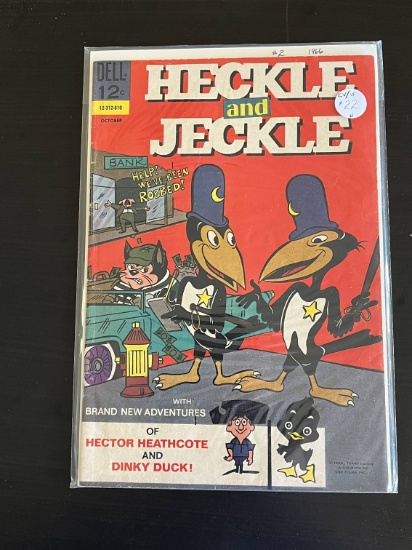 #2 1966
DELL
12¢
12-312-610
OCTOBER
HECKLE
and
JECKLE
$22
BANK
HELP!
WE'VE BEEN
ROBBED!
WITH
BRAND NEW ADVENTURES
OF
HECTOR HEATHCOTE
AND
DINKY DUCK!